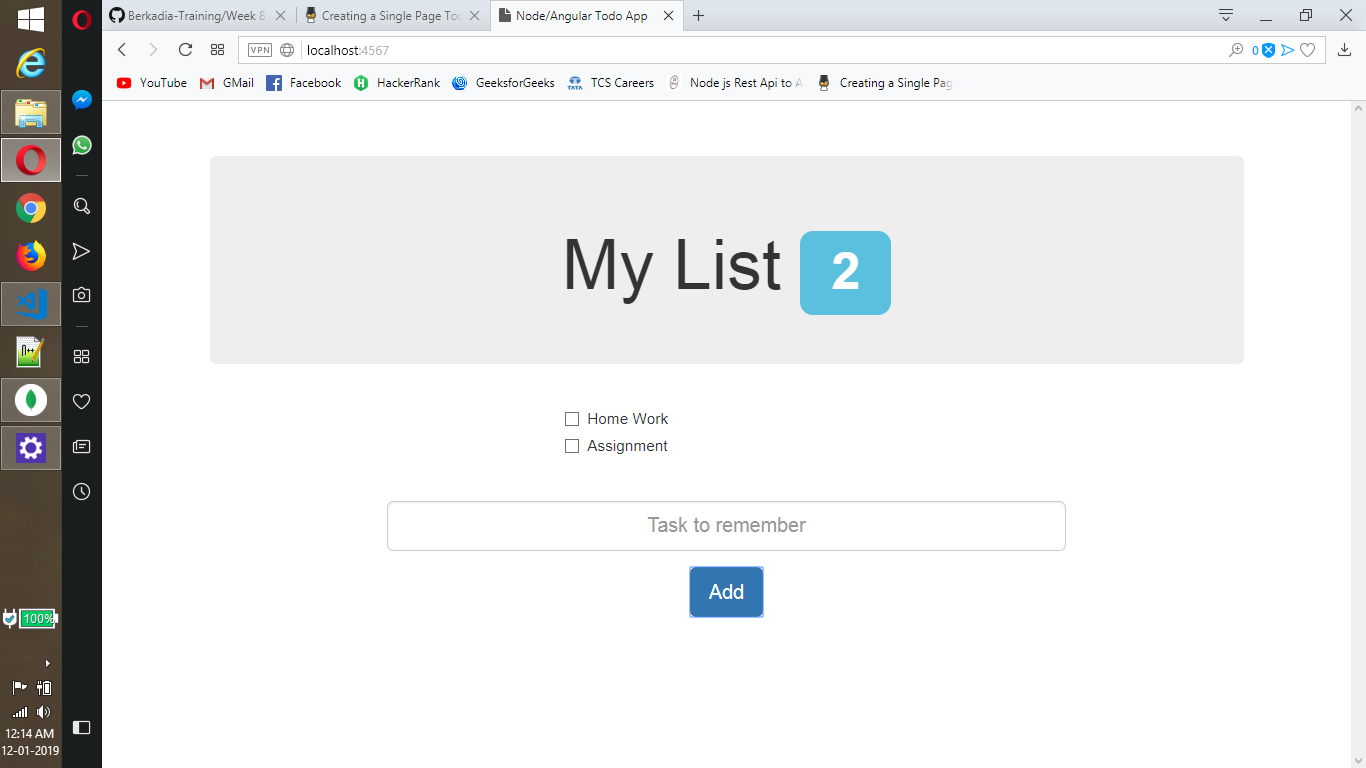 Berkadia-Training/Week 8
Creating a Single Page Too
Node/Angular Todo App
VPN
localhost:4567
0
YouTube
GMail
Facebook
HackerRank
GeeksforGeeks
TATA
TCS Careers
Node js Rest Api to A
Creating a Single Pag
My List 2
Home Work
Assignment
Task to remember
Add
100%
12:14 AM
12-01-2019